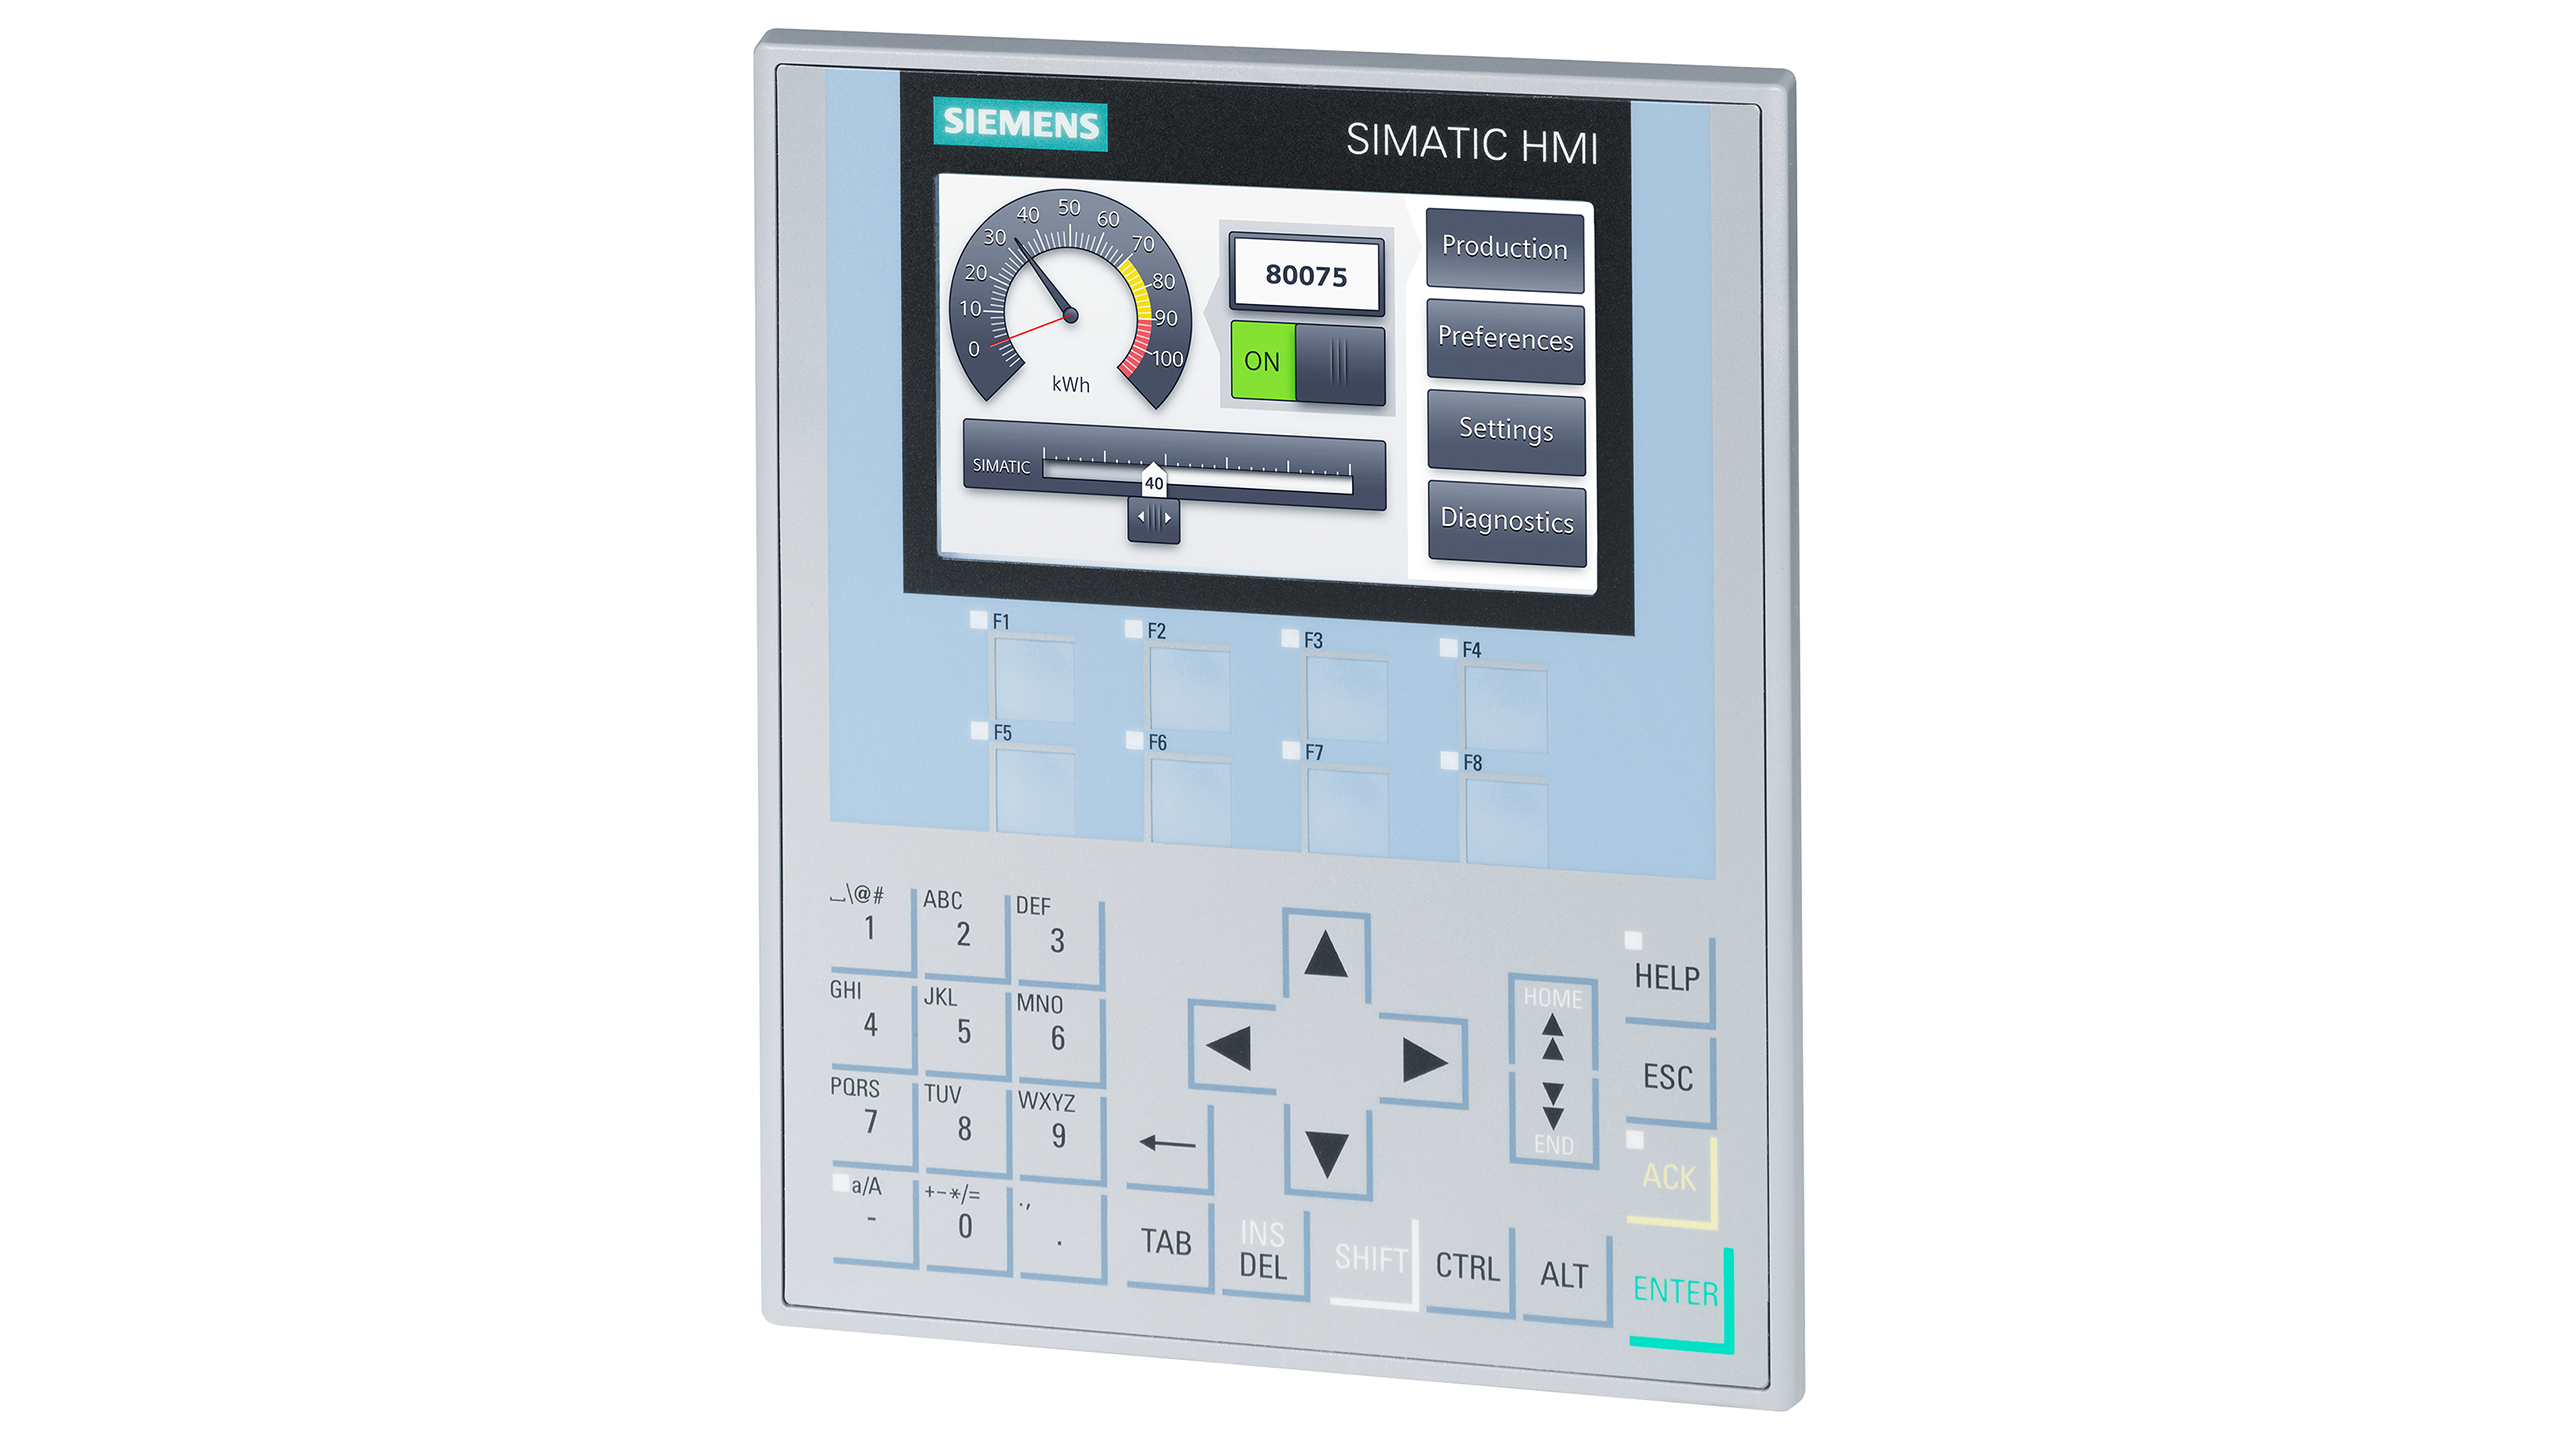 SIEMENS
SIMATIC HMI
0 10 20 30 40 50 60 70 80 90 100
kWh
80075
ON
SIMATIC
40
Production
Preferences
Settings
Diagnostics
F1 F2 F3 F4
F5 F6 F7 F8
⎵\@# ABC DEF
1 2 3
GHI JKL MNO
4 5 6
PQRS TUV WXYZ
7 8 9
a/A +-*/= .,
- 0 .
TAB
INS
DEL
SHIFT
CTRL
ALT
HOME
END
HELP
ESC
ACK
ENTER